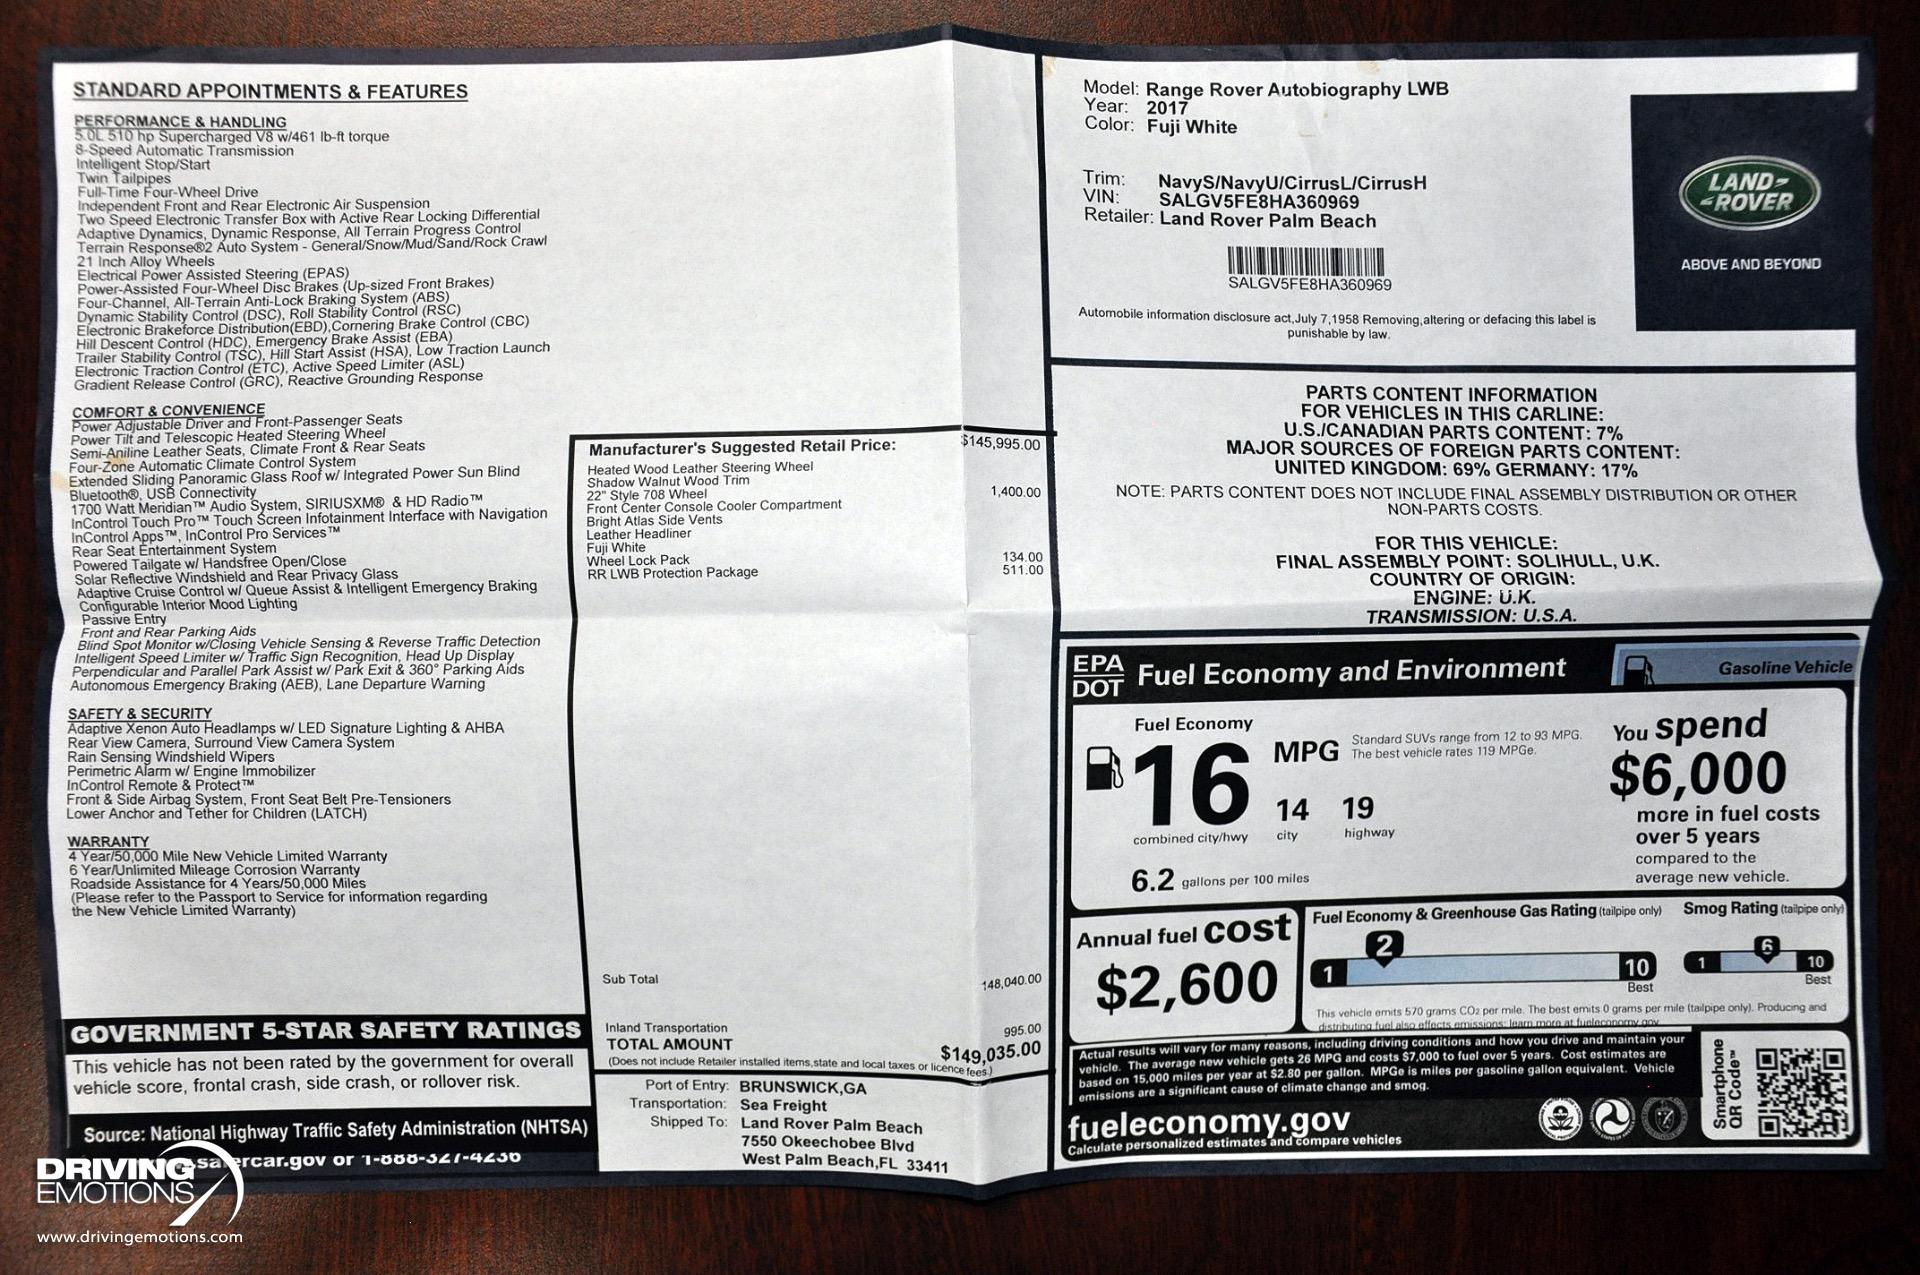 STANDARD APPOINTMENTS & FEATURES
PERFORMANCE & HANDLING
5.0L 510 hp Supercharged V8 w/461 lb-ft torque
8-Speed Automatic Transmission
Intelligent Stop/Start
Twin Tailpipes
Full-Time Four-Wheel Drive
Independent Front and Rear Electronic Air Suspension
Two Speed Electronic Transfer Box with Active Rear Locking Differential
Adaptive Dynamics, Dynamic Response, All Terrain Progress Control
Terrain Response®2 Auto System - General/Snow/Mud/Sand/Rock Crawl
21 Inch Alloy Wheels
Electrical Power Assisted Steering (EPAS)
Power-Assisted Four-Wheel Disc Brakes (Up-sized Front Brakes)
Four-Channel, All-Terrain Anti-Lock Braking System (ABS)
Dynamic Stability Control (DSC), Roll Stability Control (RSC)
Electronic Brakeforce Distribution(EBD),Cornering Brake Control (CBC)
Hill Descent Control (HDC), Emergency Brake Assist (EBA)
Trailer Stability Control (TSC), Hill Start Assist (HSA), Low Traction Launch
Electronic Traction Control (ETC), Active Speed Limiter (ASL)
Gradient Release Control (GRC), Reactive Grounding Response
COMFORT & CONVENIENCE
Power Adjustable Driver and Front-Passenger Seats
Power Tilt and Telescopic Heated Steering Wheel
Semi-Aniline Leather Seats, Climate Front & Rear Seats
Four-Zone Automatic Climate Control System
Extended Sliding Panoramic Glass Roof w/ Integrated Power Sun Blind
Bluetooth®, USB Connectivity
1700 Watt Meridian™ Audio System, SIRIUSXM® & HD Radio™
InControl Touch Pro™ Touch Screen Infotainment Interface with Navigation
InControl Apps™, InControl Pro Services™
Rear Seat Entertainment System
Powered Tailgate w/ Handsfree Open/Close
Solar Reflective Windshield and Rear Privacy Glass
Adaptive Cruise Control w/ Queue Assist & Intelligent Emergency Braking
Configurable Interior Mood Lighting
Passive Entry
Front and Rear Parking Aids
Blind Spot Monitor w/Closing Vehicle Sensing & Reverse Traffic Detection
Intelligent Speed Limiter w/ Traffic Sign Recognition, Head Up Display
Perpendicular and Parallel Park Assist w/ Park Exit & 360° Parking Aids
Autonomous Emergency Braking (AEB), Lane Departure Warning
SAFETY & SECURITY
Adaptive Xenon Auto Headlamps w/ LED Signature Lighting & AHBA
Rear View Camera, Surround View Camera System
Rain Sensing Windshield Wipers
Perimetric Alarm w/ Engine Immobilizer
InControl Remote & Protect™
Front & Side Airbag System, Front Seat Belt Pre-Tensioners
Lower Anchor and Tether for Children (LATCH)
WARRANTY
4 Year/50,000 Mile New Vehicle Limited Warranty
6 Year/Unlimited Mileage Corrosion Warranty
Roadside Assistance for 4 Years/50,000 Miles
(Please refer to the Passport to Service for information regarding
the New Vehicle Limited Warranty)
GOVERNMENT 5-STAR SAFETY RATINGS
This vehicle has not been rated by the government for overall
vehicle score, frontal crash, side crash, or rollover risk.
Source: National Highway Traffic Safety Administration (NHTSA)
safercar.gov or 1-888-327-4236
Manufacturer's Suggested Retail Price: $145,995.00
Heated Wood Leather Steering Wheel
Shadow Walnut Wood Trim
22" Style 708 Wheel 1,400.00
Front Center Console Cooler Compartment
Bright Atlas Side Vents
Leather Headliner
Fuji White
Wheel Lock Pack 134.00
RR LWB Protection Package 511.00
Sub Total 148,040.00
Inland Transportation 995.00
TOTAL AMOUNT $149,035.00
(Does not include Retailer installed items,state and local taxes or licence fees.)
Port of Entry: BRUNSWICK,GA
Transportation: Sea Freight
Shipped To: Land Rover Palm Beach
7550 Okeechobee Blvd
West Palm Beach,FL 33411
Model: Range Rover Autobiography LWB
Year: 2017
Color: Fuji White
Trim: NavyS/NavyU/CirrusL/CirrusH
VIN: SALGV5FE8HA360969
Retailer: Land Rover Palm Beach
SALGV5FE8HA360969
Automobile information disclosure act,July 7,1958 Removing,altering or defacing this label is
punishable by law.
LAND-
-ROVER
ABOVE AND BEYOND
PARTS CONTENT INFORMATION
FOR VEHICLES IN THIS CARLINE:
U.S./CANADIAN PARTS CONTENT: 7%
MAJOR SOURCES OF FOREIGN PARTS CONTENT:
UNITED KINGDOM: 69% GERMANY: 17%
NOTE: PARTS CONTENT DOES NOT INCLUDE FINAL ASSEMBLY DISTRIBUTION OR OTHER
NON-PARTS COSTS.
FOR THIS VEHICLE:
FINAL ASSEMBLY POINT: SOLIHULL, U.K.
COUNTRY OF ORIGIN:
ENGINE: U.K.
TRANSMISSION: U.S.A.
EPA
DOT
Fuel Economy and Environment
Gasoline Vehicle
Fuel Economy
16 MPG
combined city/hwy
14
city
19
highway
6.2 gallons per 100 miles
Standard SUVs range from 12 to 93 MPG.
The best vehicle rates 119 MPGe.
You spend
$6,000
more in fuel costs
over 5 years
compared to the
average new vehicle.
Annual fuel cost
$2,600
Fuel Economy & Greenhouse Gas Rating (tailpipe only)
2
1 10
Best
Smog Rating (tailpipe only)
6
1 10
Best
This vehicle emits 570 grams CO2 per mile. The best emits 0 grams per mile (tailpipe only). Producing and
distributing fuel also effects emissions; learn more at fueleconomy.gov
Actual results will vary for many reasons, including driving conditions and how you drive and maintain your
vehicle. The average new vehicle gets 26 MPG and costs $7,000 to fuel over 5 years. Cost estimates are
based on 15,000 miles per year at $2.80 per gallon. MPGe is miles per gasoline gallon equivalent. Vehicle
emissions are a significant cause of climate change and smog.
fueleconomy.gov
Calculate personalized estimates and compare vehicles
Smartphone
QR Code™
DRIVING
EMOTIONS
www.drivingemotions.com